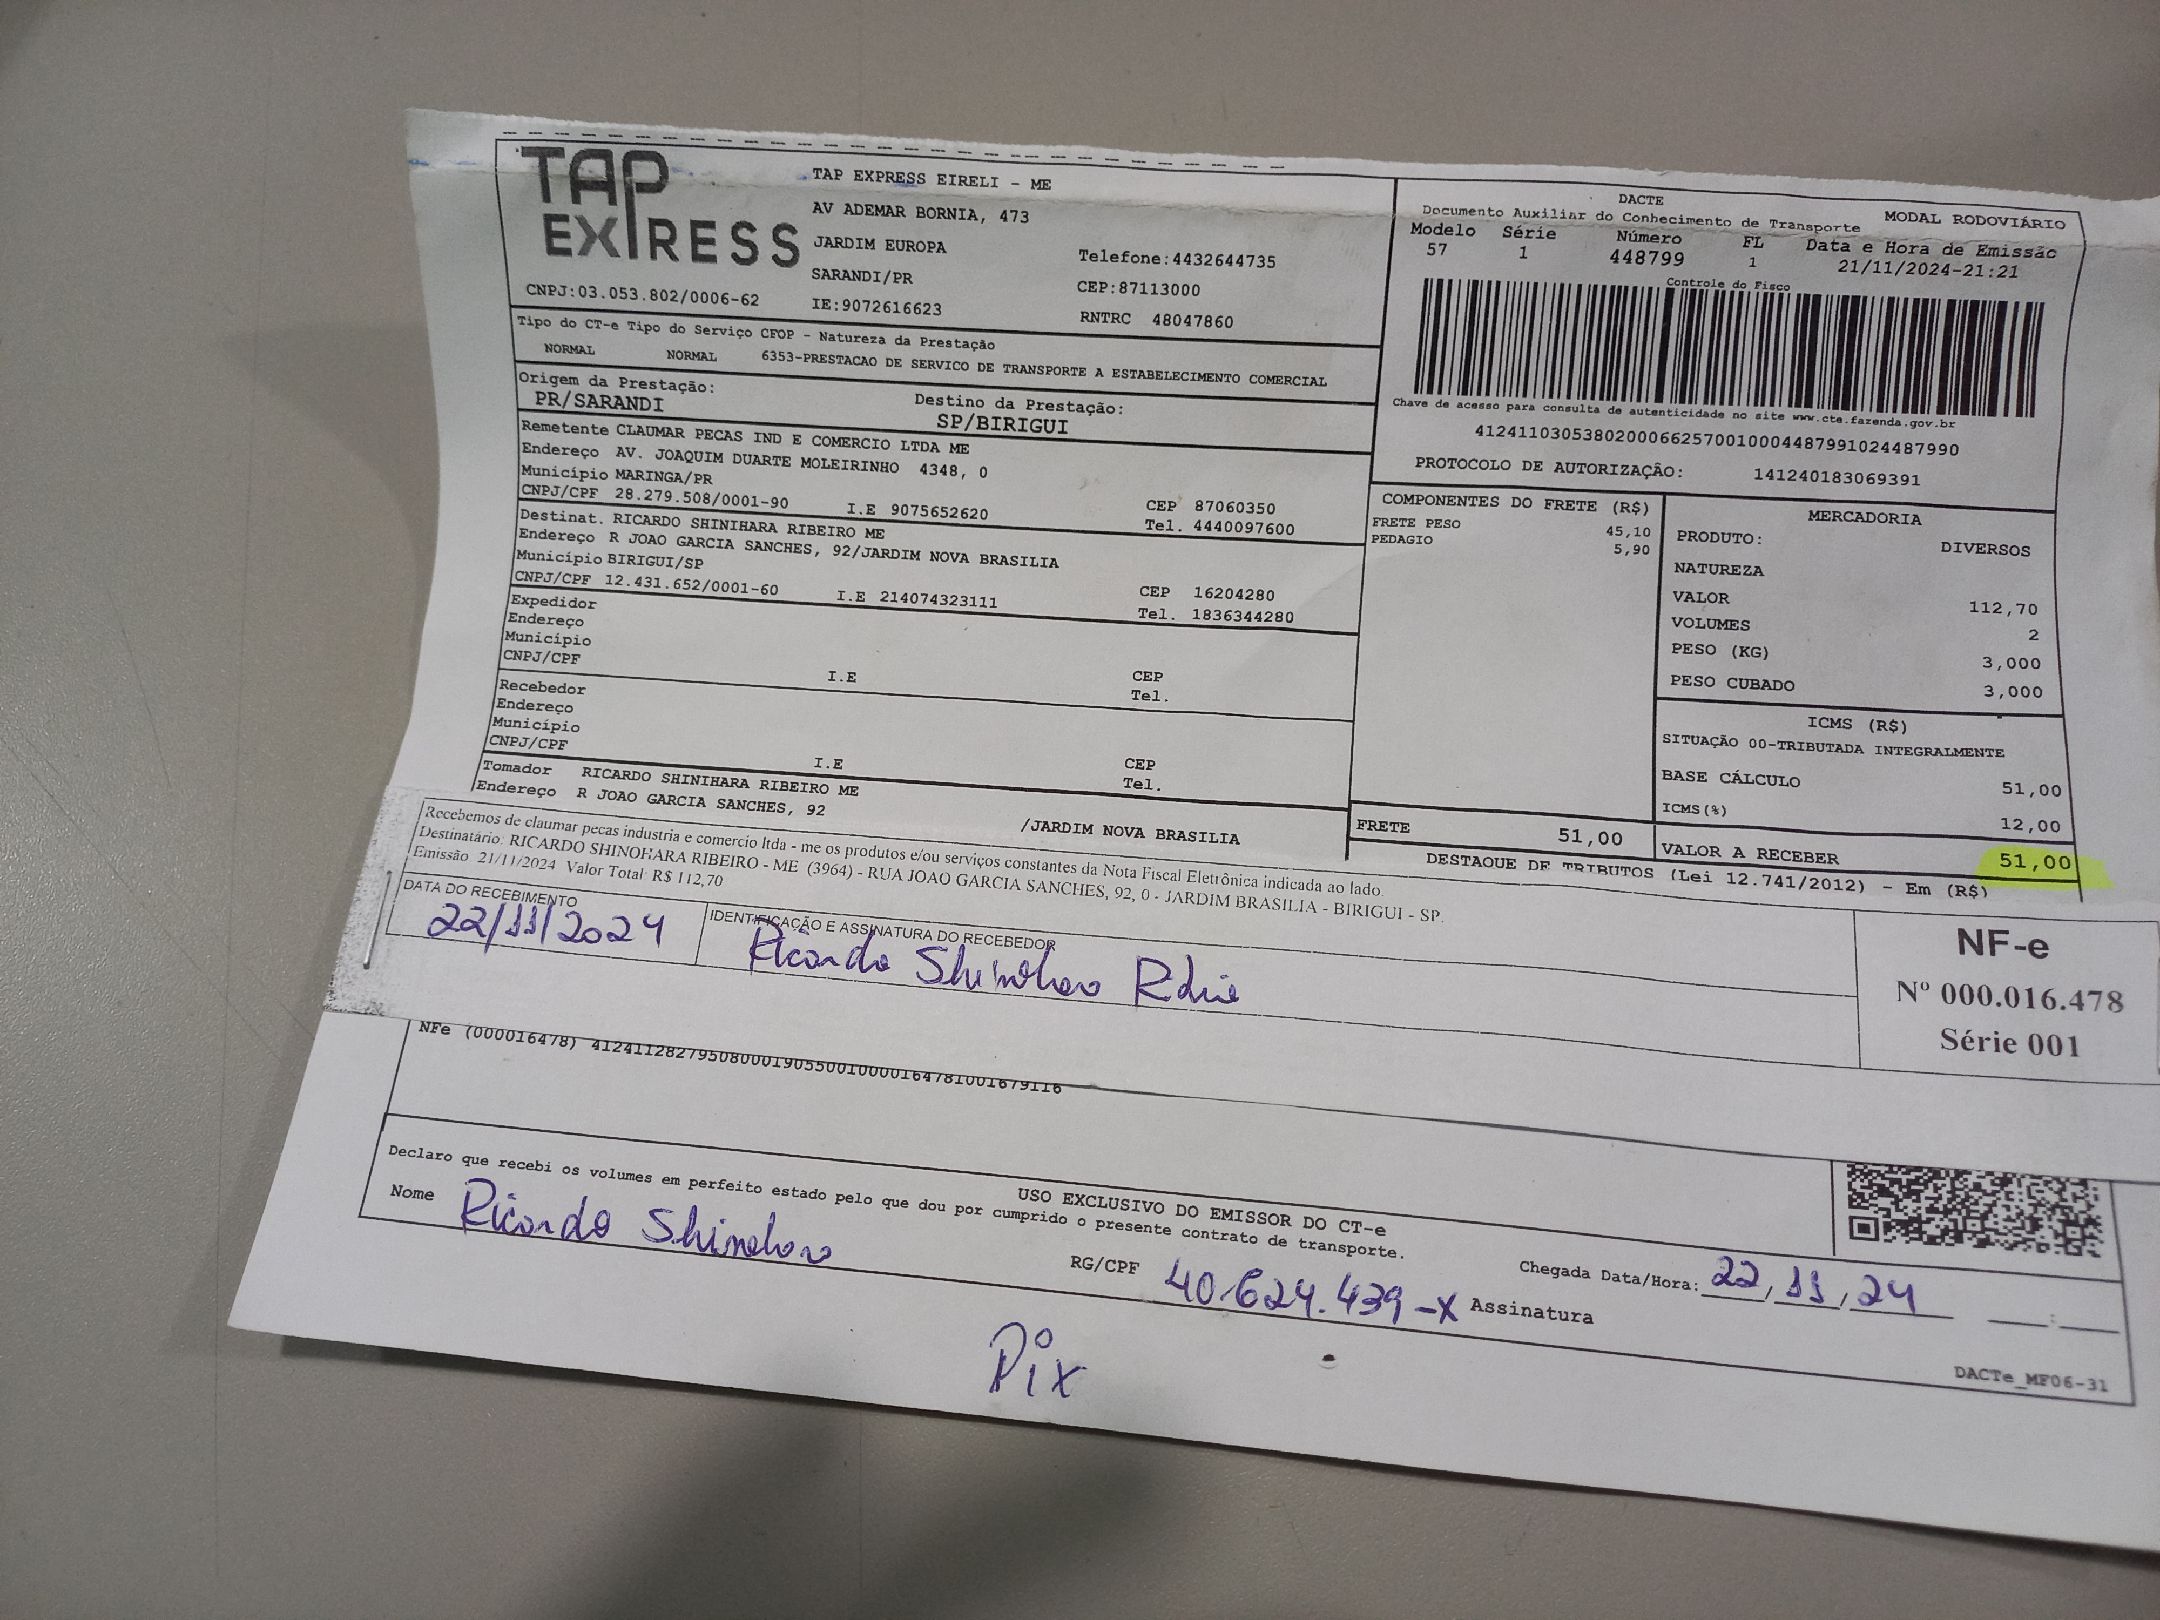 TAP EXPRESS
TAP EXPRESS EIRELI - ME
AV ADEMAR BORNIA, 473
JARDIM EUROPA
Telefone:4432644735
SARANDI/PR
CEP:87113000
CNPJ:03.053.802/0006-62
IE:9072616623
RNTRC 48047860
DACTE
Documento Auxiliar do Conhecimento de Transporte
MODAL RODOVIÁRIO
Modelo Série Número FL Data e Hora de Emissão
57 1 448799 1 21/11/2024-21:21
Controle do Fisco
Chave de acesso para consulta de autenticidade no site www.cte.fazenda.gov.br
41241103053802000662570010004487991024487990
PROTOCOLO DE AUTORIZAÇÃO: 141240183069391
Tipo do CT-e Tipo do Serviço CFOP - Natureza da Prestação
NORMAL NORMAL 6353-PRESTACAO DE SERVICO DE TRANSPORTE A ESTABELECIMENTO COMERCIAL
Origem da Prestação: Destino da Prestação:
PR/SARANDI SP/BIRIGUI
Remetente CLAUMAR PECAS IND E COMERCIO LTDA ME
Endereço AV. JOAQUIM DUARTE MOLEIRINHO 4348, 0
Município MARINGA/PR CEP 87060350
CNPJ/CPF 28.279.508/0001-90 I.E 9075652620 Tel. 4440097600
Destinat. RICARDO SHINIHARA RIBEIRO ME
Endereço R JOAO GARCIA SANCHES, 92/JARDIM NOVA BRASILIA
Município BIRIGUI/SP CEP 16204280
CNPJ/CPF 12.431.652/0001-60 I.E 214074323111 Tel. 1836344280
Expedidor
Endereço
Município CEP
CNPJ/CPF I.E Tel.
Recebedor
Endereço
Município CEP
CNPJ/CPF I.E Tel.
Tomador RICARDO SHINIHARA RIBEIRO ME
Endereço R JOAO GARCIA SANCHES, 92 /JARDIM NOVA BRASILIA
COMPONENTES DO FRETE (R$)
FRETE PESO 45,10
PEDAGIO 5,90
FRETE 51,00
MERCADORIA
PRODUTO: DIVERSOS
NATUREZA
VALOR 112,70
VOLUMES 2
PESO (KG) 3,000
PESO CUBADO 3,000
ICMS (R$)
SITUAÇÃO 00-TRIBUTADA INTEGRALMENTE
BASE CÁLCULO 51,00
ICMS(%) 12,00
VALOR A RECEBER 51,00
DESTAQUE DE TRIBUTOS (Lei 12.741/2012) - Em (R$)
Recebemos de claumar pecas industria e comercio ltda - me os produtos e/ou serviços constantes da Nota Fiscal Eletrônica indicada ao lado.
Destinatário: RICARDO SHINOHARA RIBEIRO - ME (3964) - RUA JOAO GARCIA SANCHES, 92, 0 - JARDIM BRASILIA - BIRIGUI - SP.
Emissão 21/11/2024 Valor Total: R$ 112,70
DATA DO RECEBIMENTO
22/11/2024
IDENTIFICAÇÃO E ASSINATURA DO RECEBEDOR
Ricardo Shinohara
NF-e
Nº 000.016.478
Série 001
NFe (000016478) 41241128279508000190550010000164781001679116
USO EXCLUSIVO DO EMISSOR DO CT-e
Declaro que recebi os volumes em perfeito estado pelo que dou por cumprido o presente contrato de transporte.
Nome Ricardo Shinohara
RG/CPF 40.624.439-X Assinatura
Chegada Data/Hora: 22/11/24 :
DACTe_MF06-31
Pix